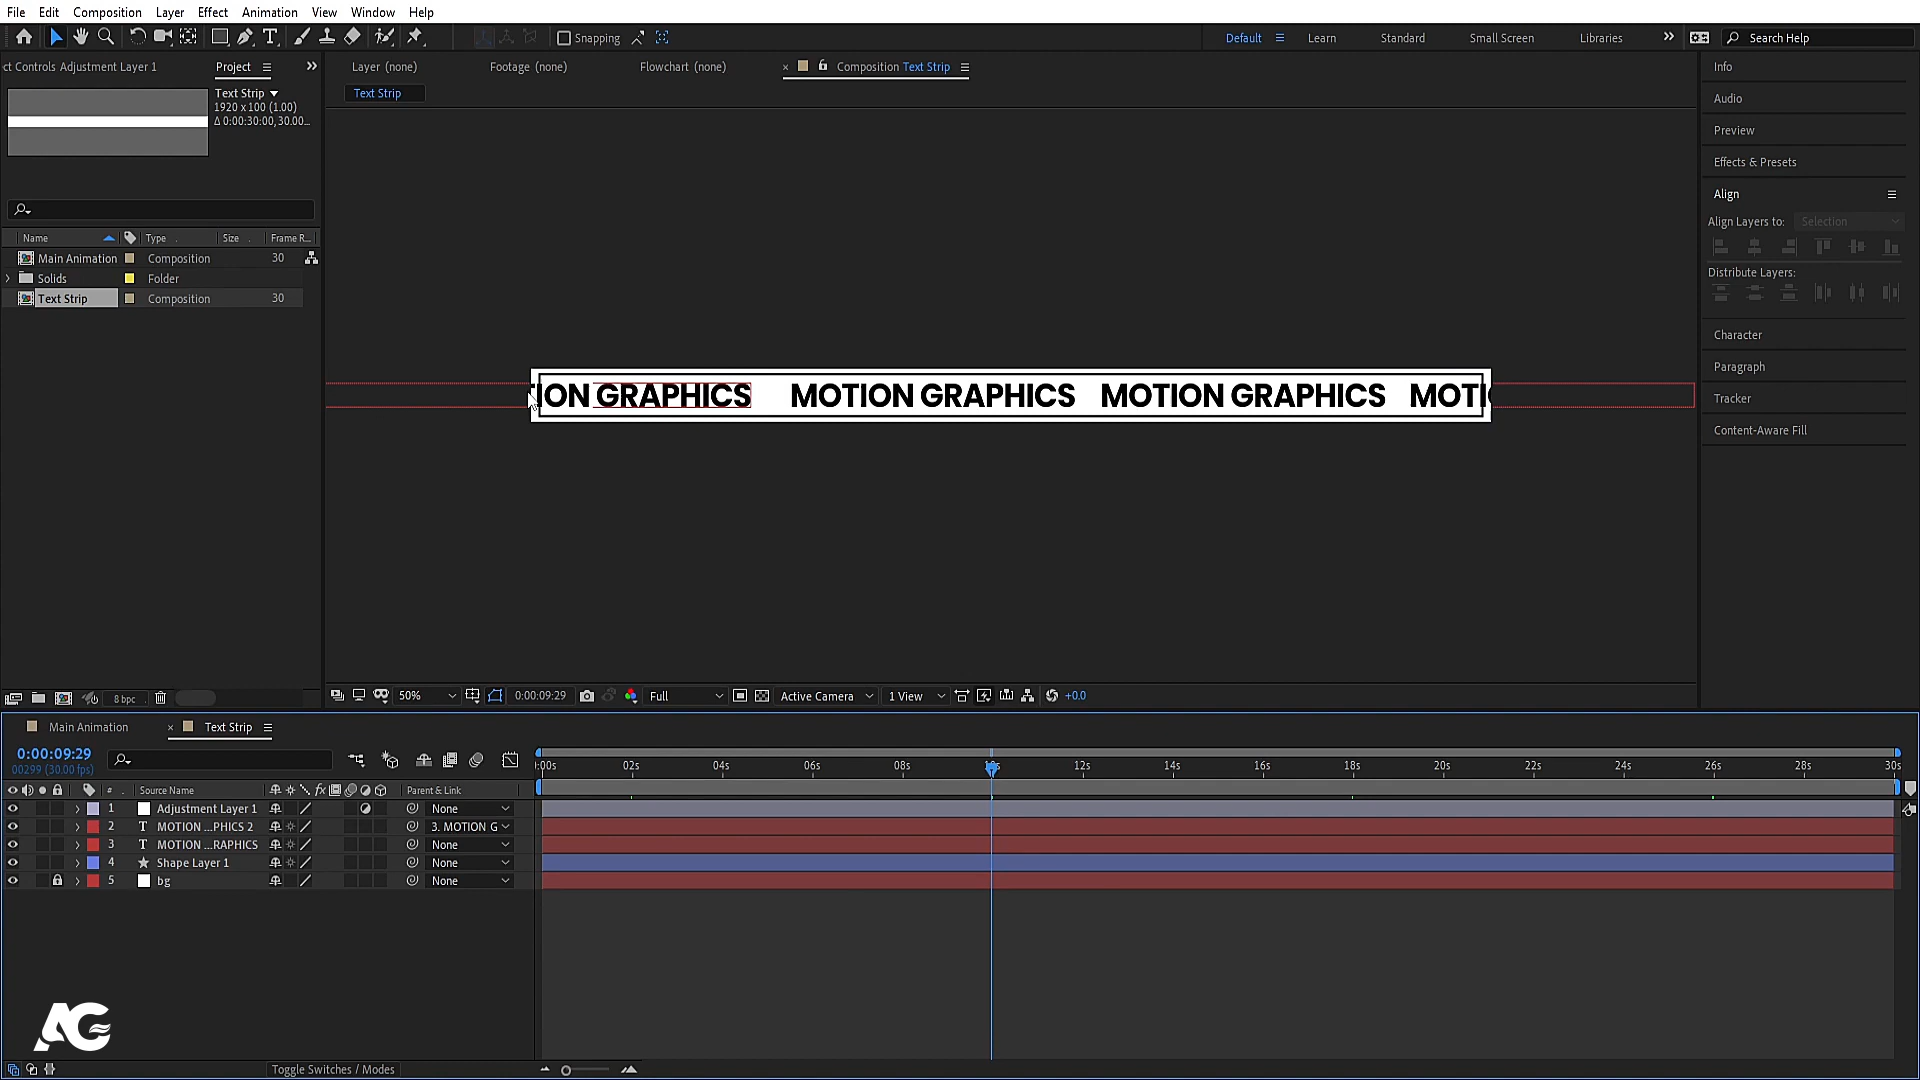 File Edit Composition Layer Effect Animation View Window Help
Snapping
Default Learn Standard Small Screen Libraries Search Help
ct Controls Adjustment Layer 1 Project
Layer (none) Footage (none) Flowchart (none) Composition Text Strip
Text Strip
Text Strip
1920 x 100 (1.00)
Δ 0:00:30:00, 30.00...
Name Type Size Frame R...
Main Animation Composition 30
Solids Folder
Text Strip Composition 30
Info
Audio
Preview
Effects & Presets
Align
Align Layers to: Selection
Distribute Layers:
Character
Paragraph
Tracker
Content-Aware Fill
ION GRAPHICS MOTION GRAPHICS MOTION GRAPHICS MOTI
8 bpc
50% 0:00:09:29 Full Active Camera 1 View +0.0
Main Animation Text Strip
0:00:09:29
00299 (30.00 fps)
:00s 02s 04s 06s 08s 12s 14s 16s 18s 20s 22s 24s 26s 28s 30s
# Source Name fx Parent & Link
1 Adjustment Layer 1 None
2 T MOTION ...PHICS 2 3. MOTION G
3 T MOTION ...RAPHICS None
4 Shape Layer 1 None
5 bg None
AG
Toggle Switches / Modes